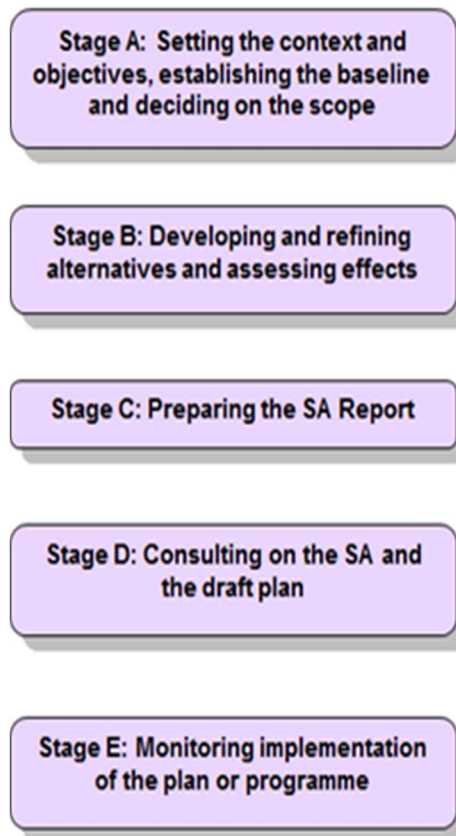 Stage A: Setting the context and
objectives, establishing the baseline
and deciding on the scope
Stage B: Developing and refining
alternatives and assessing effects
Stage C: Preparing the SA Report
Stage D: Consulting on the SA and
the draft plan
Stage E: Monitoring implementation
of the plan or programme